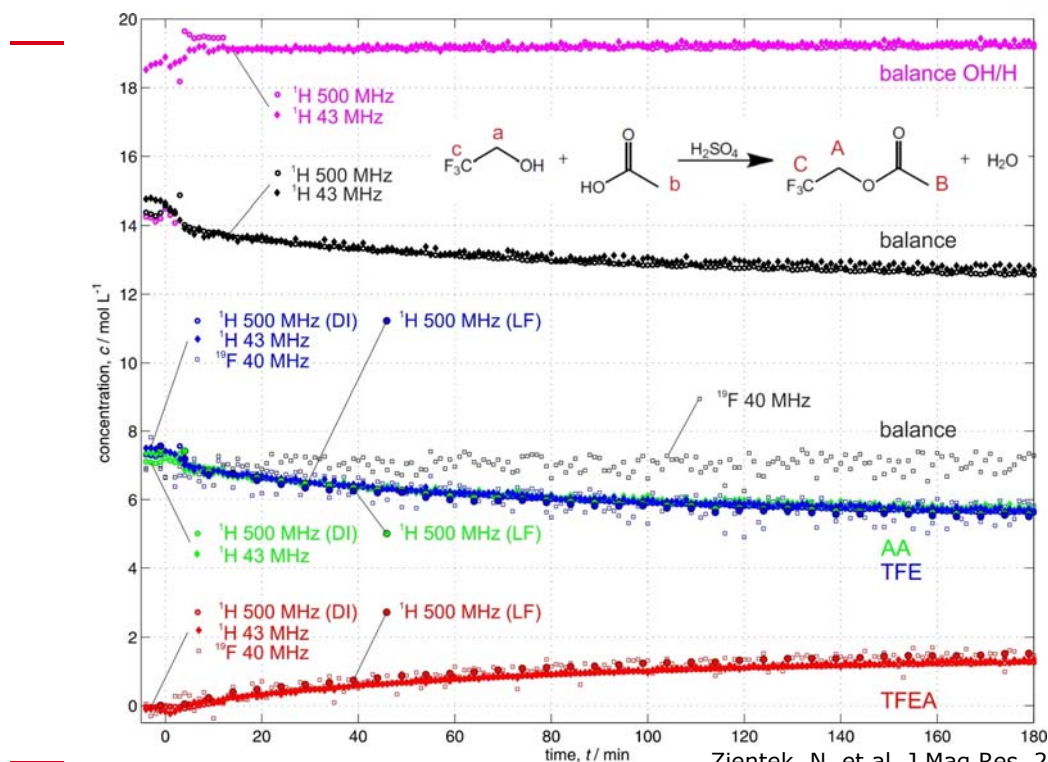 20
18
16
14
12
10
8
6
4
2
0
concentration, c / mol L⁻¹
balance OH/H
¹H 500 MHz
¹H 43 MHz
c
a
F₃C
OH
+
O
HO
b
H₂SO₄
C
A
F₃C
O
O
B
+ H₂O
¹H 500 MHz
¹H 43 MHz
balance
¹H 500 MHz (DI)
¹H 500 MHz (LF)
¹H 43 MHz
¹⁹F 40 MHz
¹⁹F 40 MHz
balance
¹H 500 MHz (DI)
¹H 500 MHz (LF)
¹H 43 MHz
AA
TFE
¹H 500 MHz (DI)
¹H 500 MHz (LF)
¹H 43 MHz
¹⁹F 40 MHz
TFEA
0 20 40 60 80 100 120 140 160 180
time, t / min
Zientek, N. et al. J Mag Res, 2